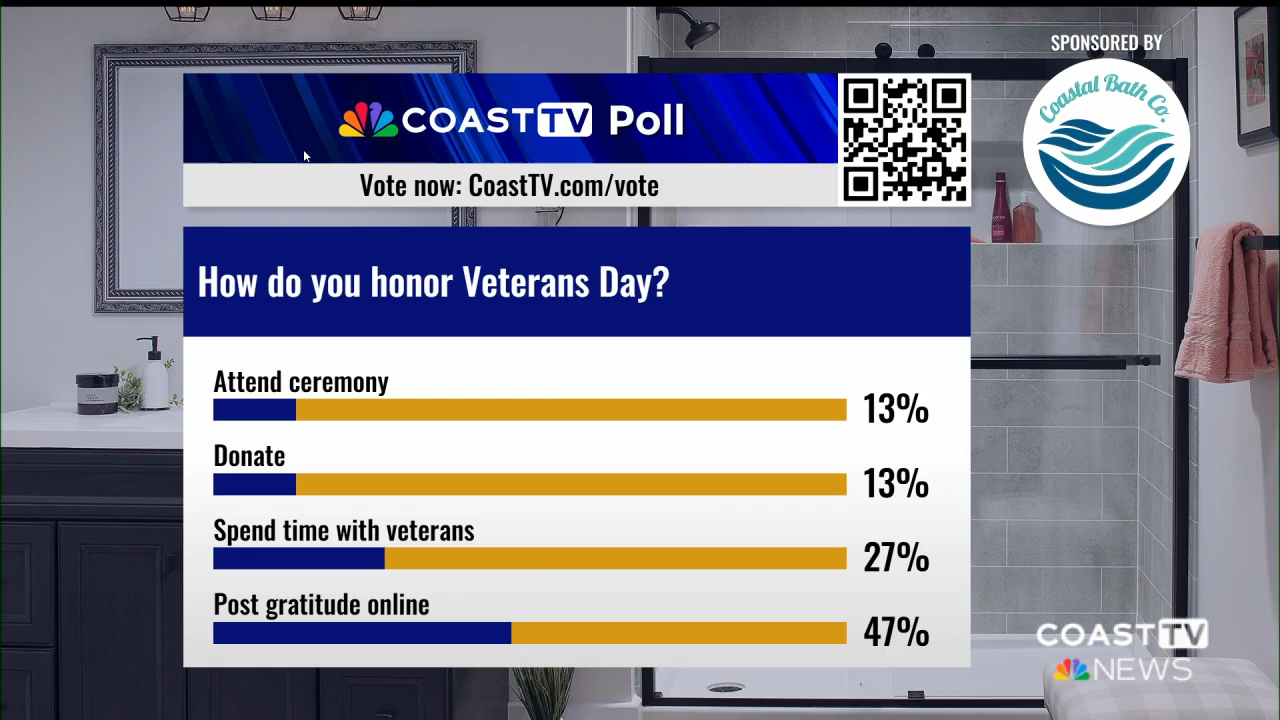 SPONSORED BY
Coastal Bath Co.
COAST TV Poll
Vote now: CoastTV.com/vote
How do you honor Veterans Day?
Attend ceremony
13%
Donate
13%
Spend time with veterans
27%
Post gratitude online
47%
COAST TV
NEWS